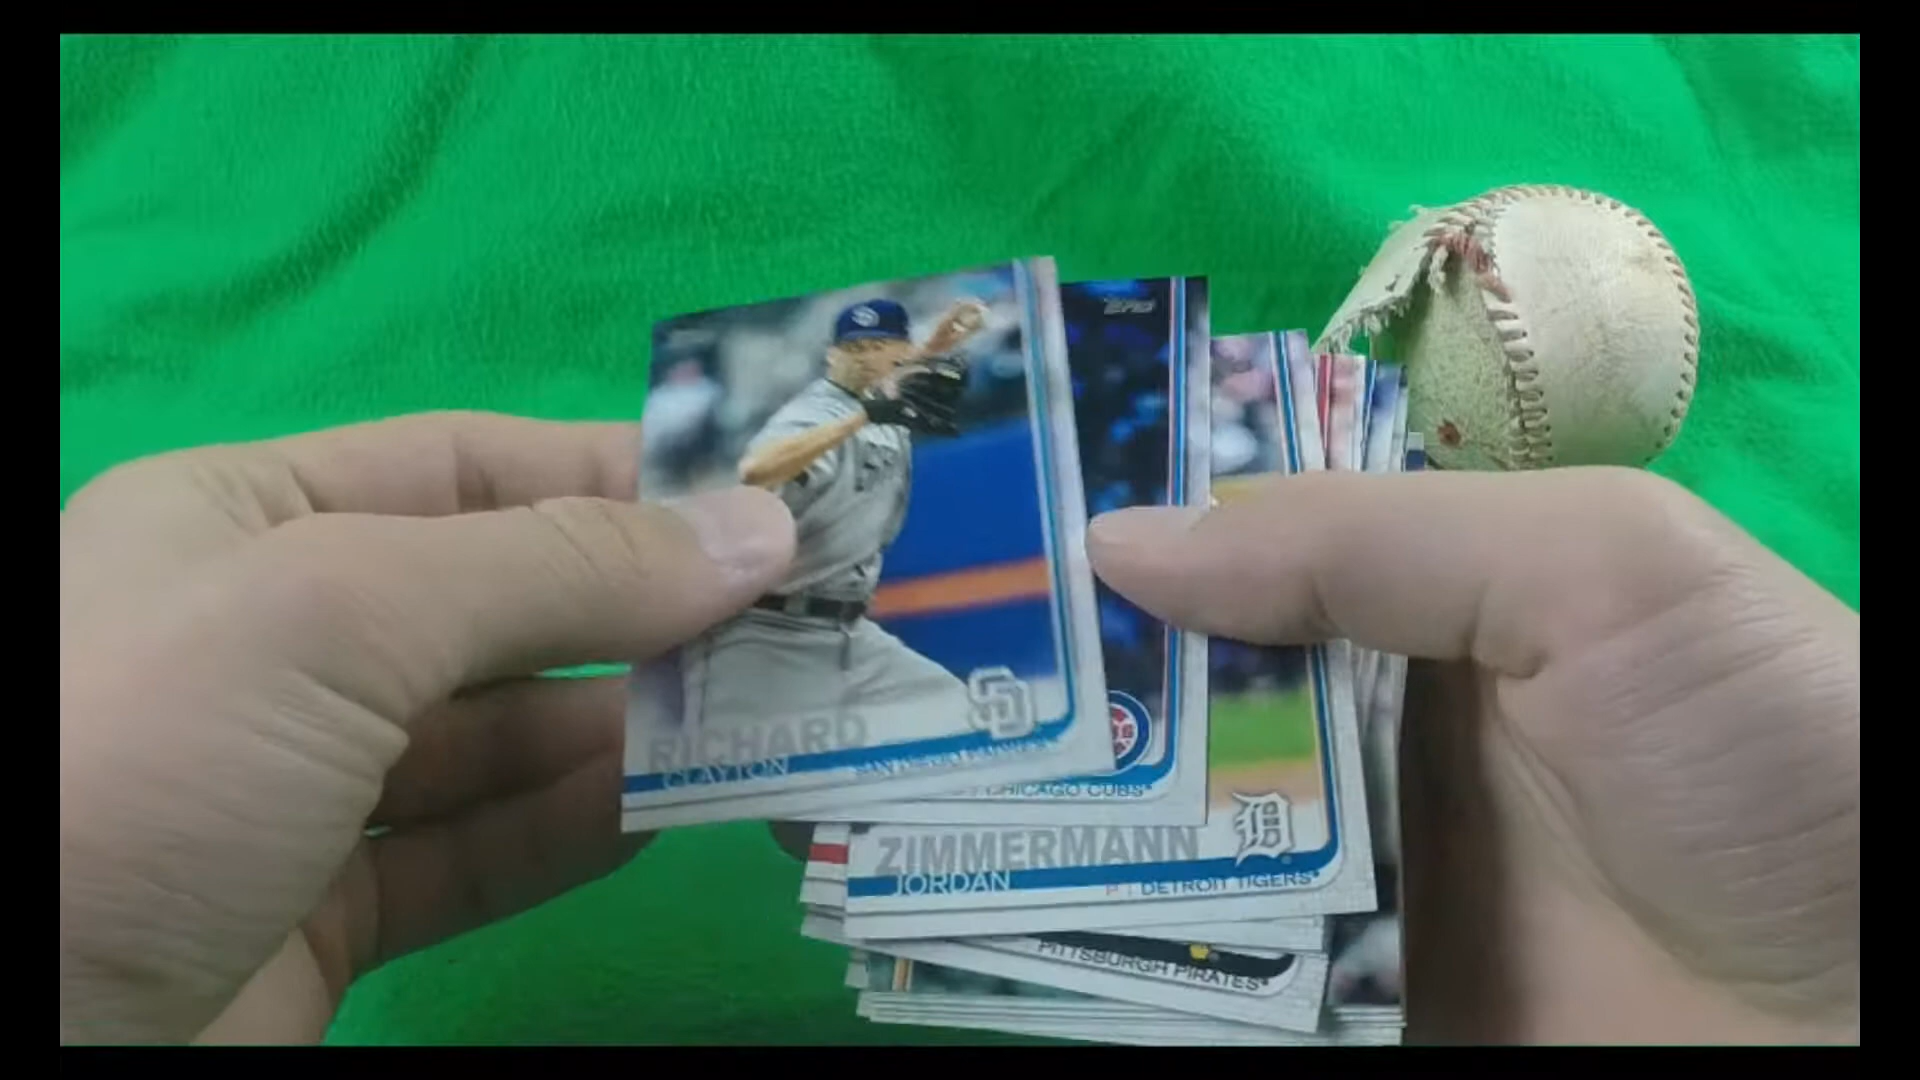 TOPPS
RICHARD
CLAYTON
SAN DIEGO PADRES
CHICAGO CUBS
ZIMMERMANN
JORDAN
P | DETROIT TIGERS
PITTSBURGH PIRATES